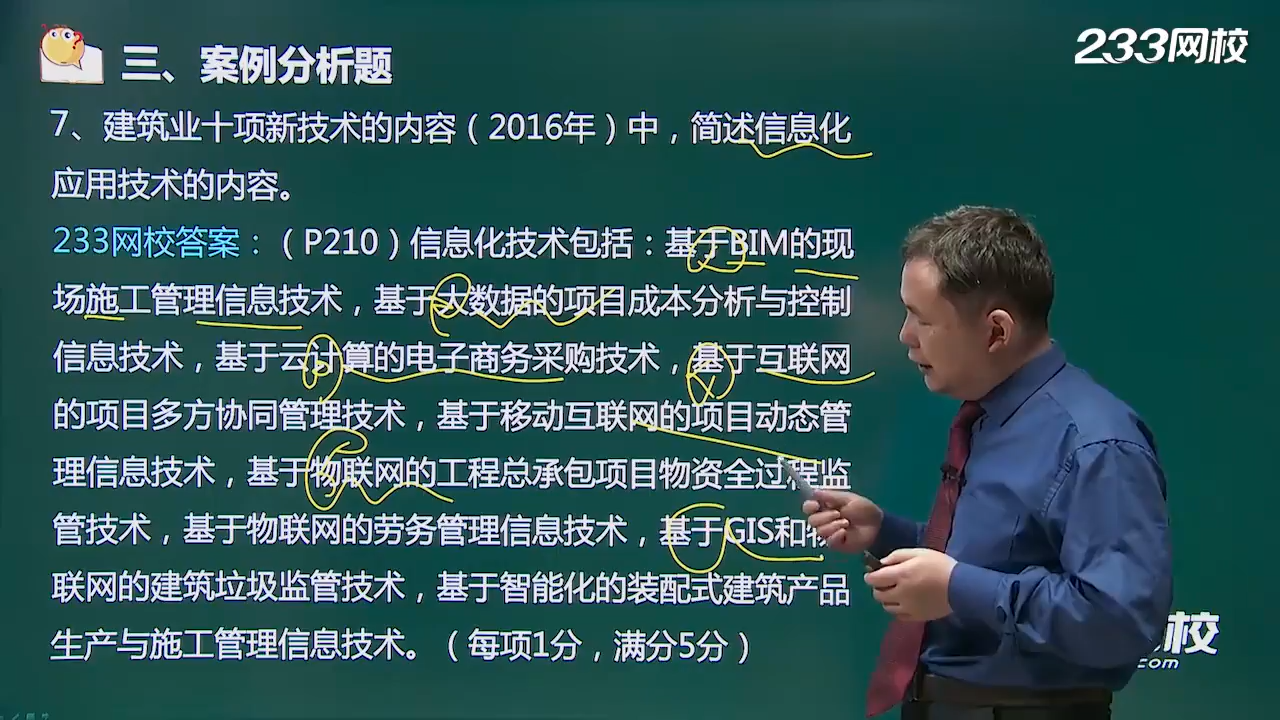 三、案例分析题
233网校
7、建筑业十项新技术的内容（2016年）中，简述信息化
应用技术的内容。
233网校答案：（P210）信息化技术包括：基于BIM的现
场施工管理信息技术，基于大数据的项目成本分析与控制
信息技术，基于云计算的电子商务采购技术，基于互联网
的项目多方协同管理技术，基于移动互联网的项目动态管
理信息技术，基于物联网的工程总承包项目物资全过程监
管技术，基于物联网的劳务管理信息技术，基于GIS和物
联网的建筑垃圾监管技术，基于智能化的装配式建筑产品
生产与施工管理信息技术。（每项1分，满分5分）
校
.com